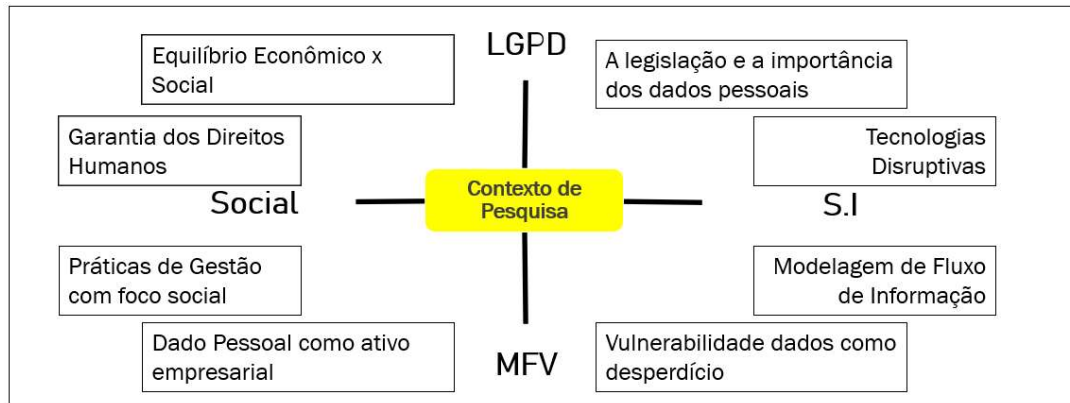 LGPD
Equilíbrio Econômico x
Social
A legislação e a importância
dos dados pessoais
Garantia dos Direitos
Humanos
Tecnologias
Disruptivas
Social
Contexto de
Pesquisa
S.I
Práticas de Gestão
com foco social
Modelagem de Fluxo
de Informação
Dado Pessoal como ativo
empresarial
MFV
Vulnerabilidade dados como
desperdício